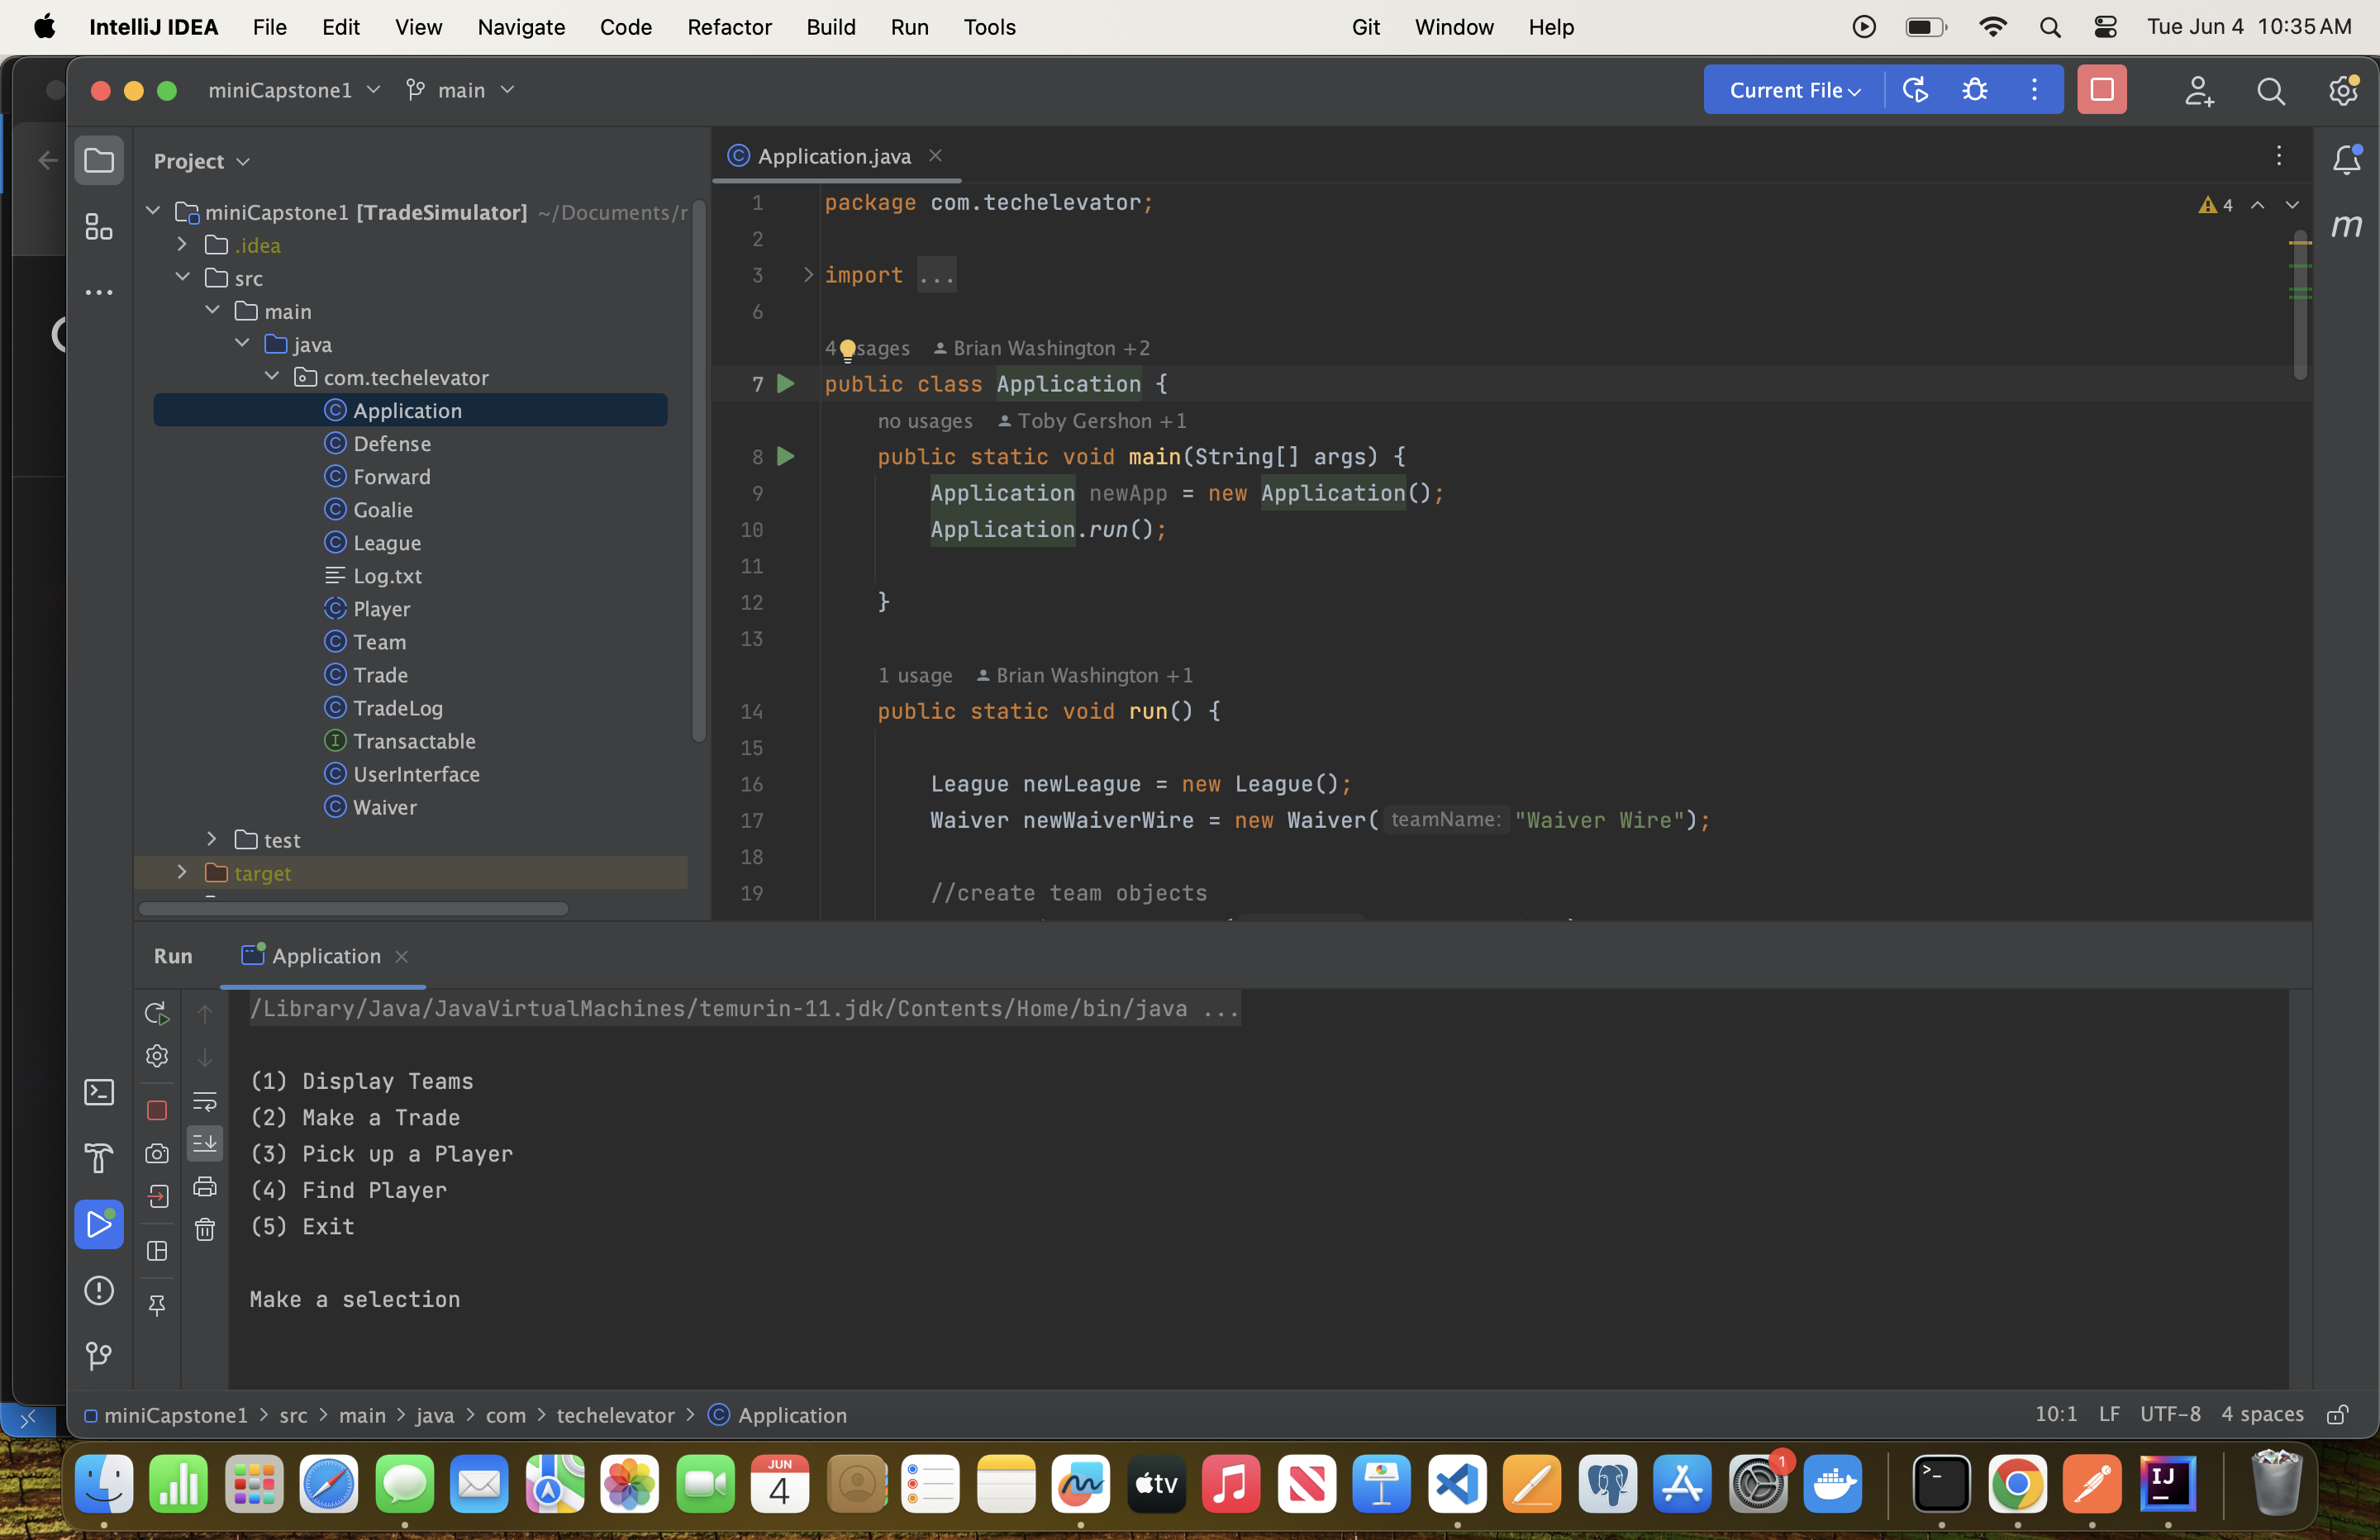 IntelliJ IDEA File Edit View Navigate Code Refactor Build Run Tools Git Window Help Tue Jun 4 10:35 AM
miniCapstone1 main Current File
Project
miniCapstone1 [TradeSimulator] ~/Documents/
.idea
src
main
java
com.techelevator
Application
Defense
Forward
Goalie
League
Log.txt
Player
Team
Trade
TradeLog
Transactable
UserInterface
Waiver
test
target
Application.java
4
1 package com.techelevator;
2
3 import ...
6
4 usages Brian Washington +2
7 public class Application {
no usages Toby Gershon +1
8 public static void main(String[] args) {
9 Application newApp = new Application();
10 Application.run();
11
12 }
13
1 usage Brian Washington +1
14 public static void run() {
15
16 League newLeague = new League();
17 Waiver newWaiverWire = new Waiver( teamName: "Waiver Wire");
18
19 //create team objects
m
Run Application
/Library/Java/JavaVirtualMachines/temurin-11.jdk/Contents/Home/bin/java ...
(1) Display Teams
(2) Make a Trade
(3) Pick up a Player
(4) Find Player
(5) Exit
Make a selection
miniCapstone1 > src > main > java > com > techelevator > Application
10:1 LF UTF-8 4 spaces
JUN
4
tv
1
IJ